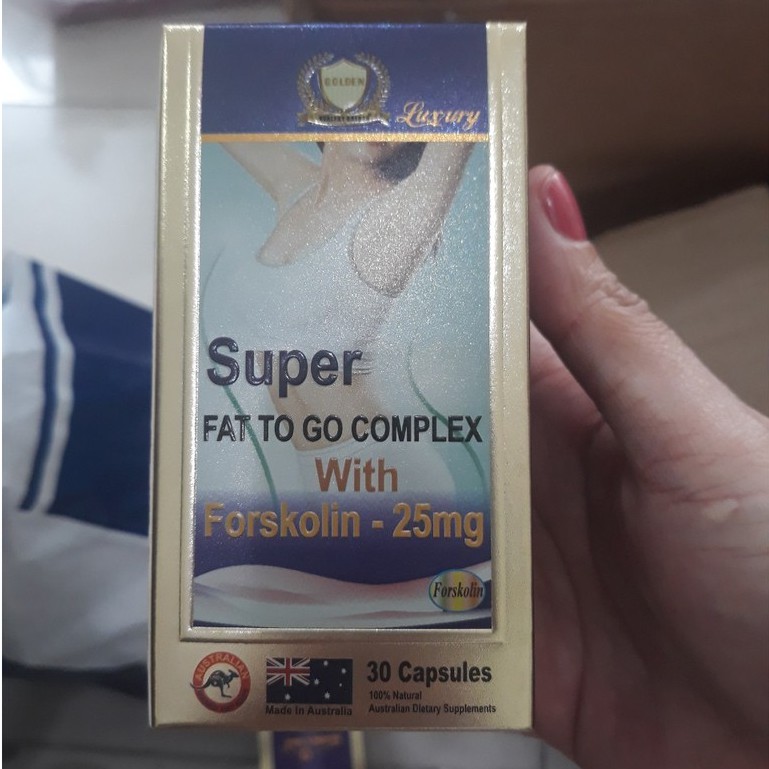 GOLDEN
Luxury
Super
FAT TO GO COMPLEX
With
Forskolin - 25mg
Forskolin
AUSTRALIAN
Made In Australia
30 Capsules
100% Natural
Australian Dietary Supplements